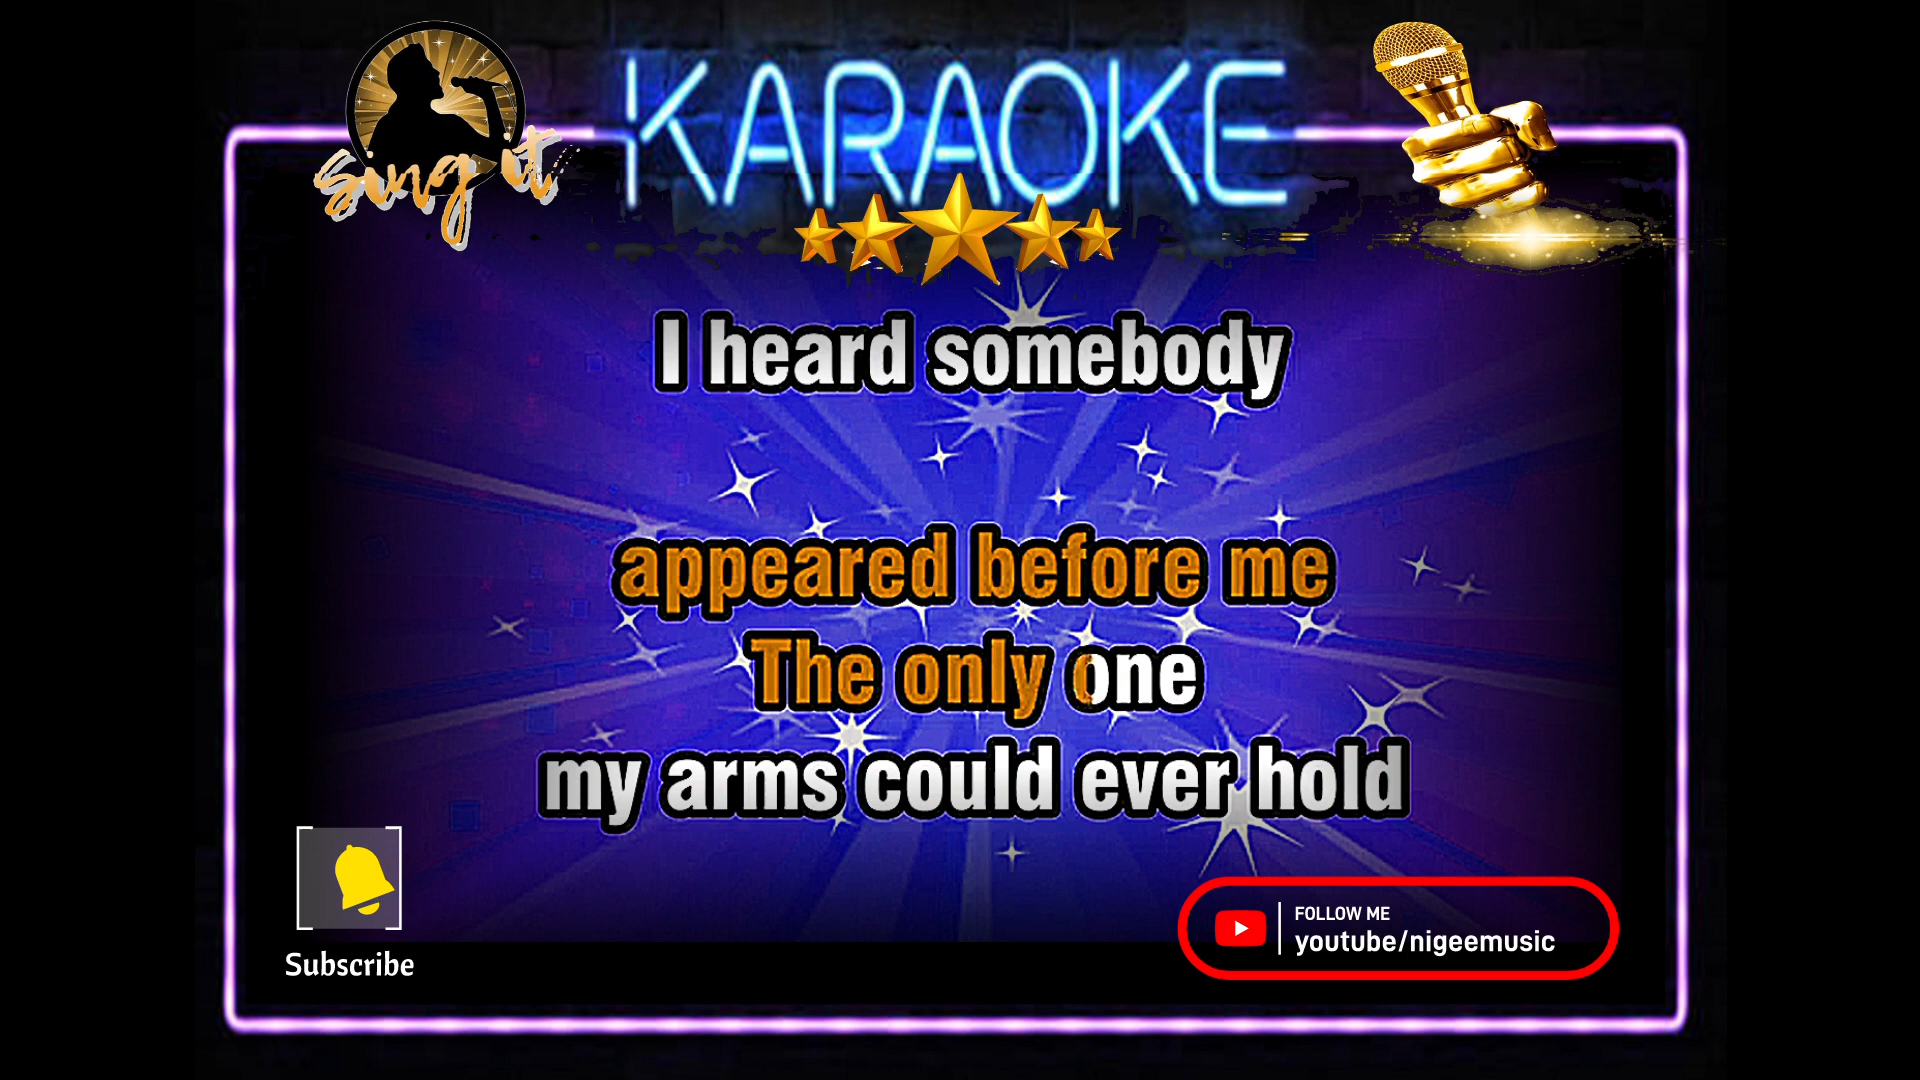 sing it
KARAOKE
I heard somebody
appeared before me
The only one
my arms could ever hold
Subscribe
FOLLOW ME
youtube/nigeemusic